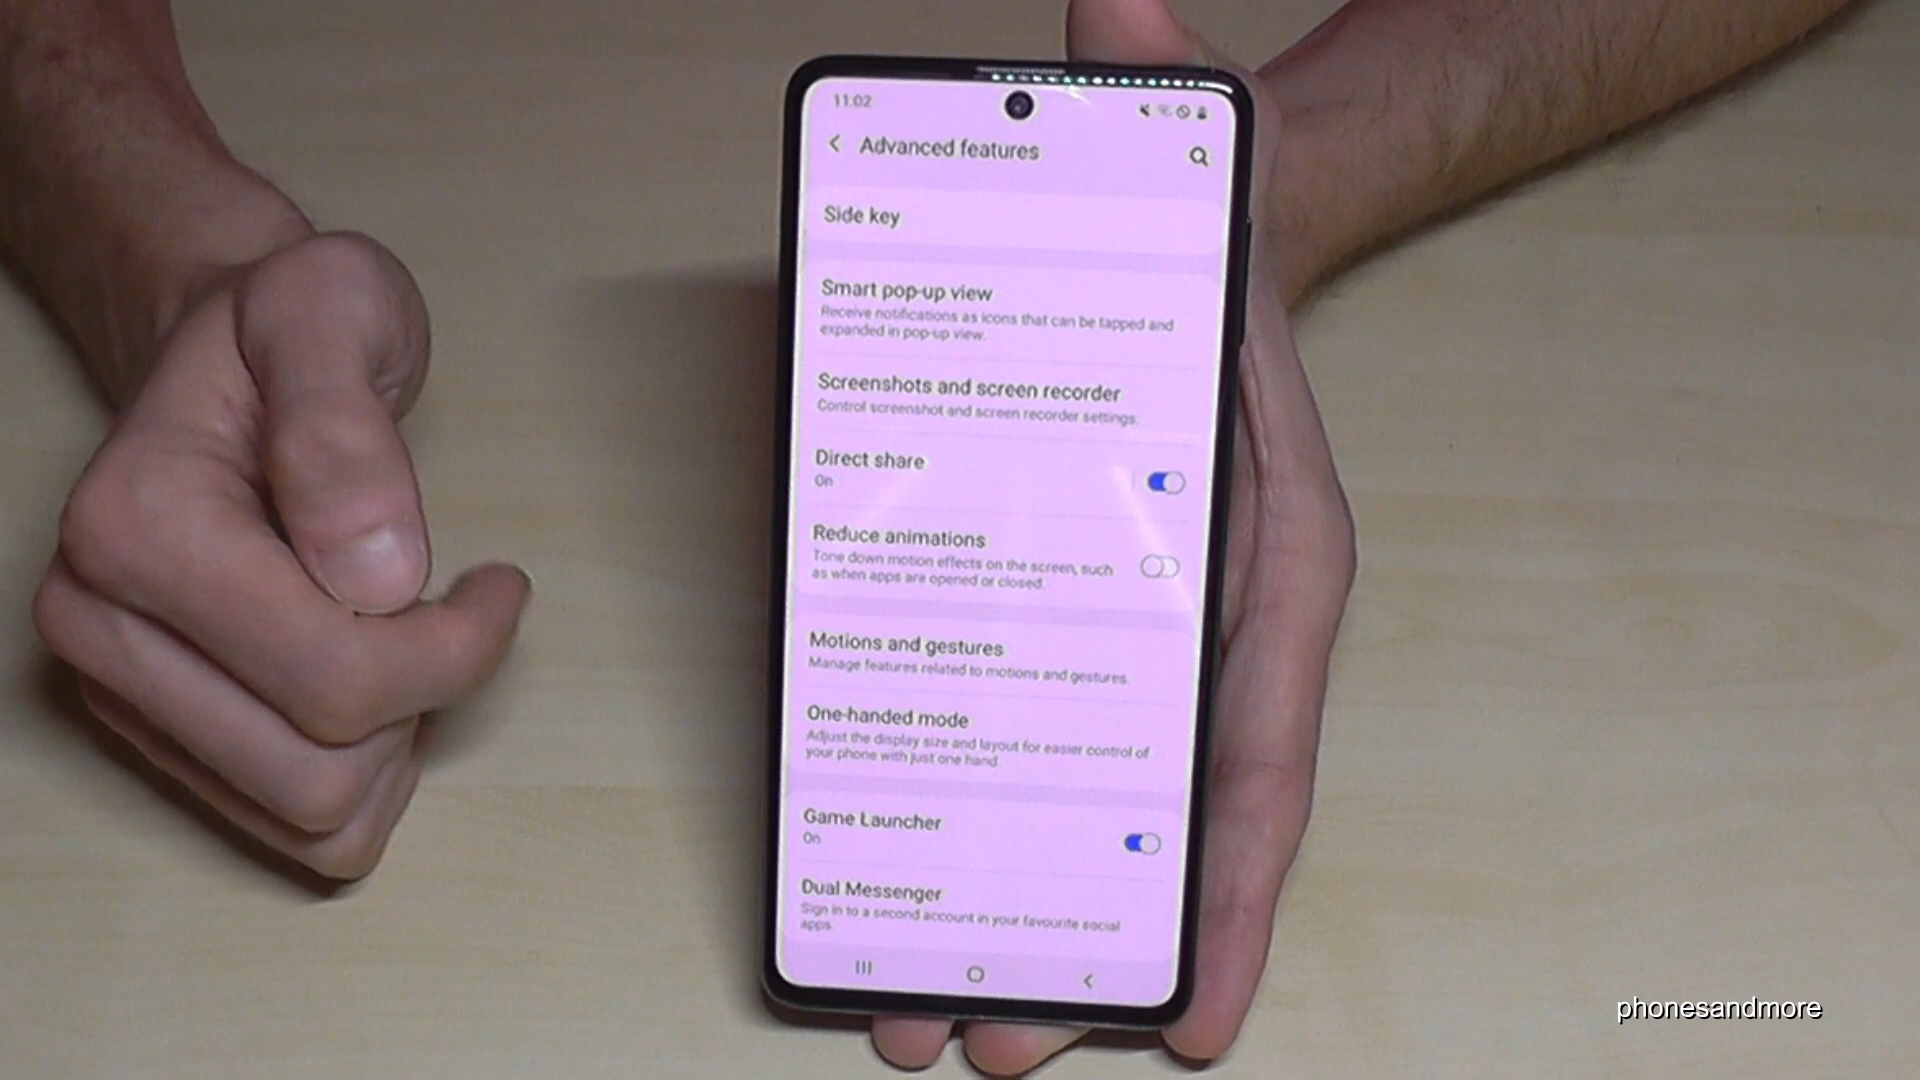 11:02
Advanced features
Side key
Smart pop-up view
Receive notifications as icons that can be tapped and
expanded in pop-up view.
Screenshots and screen recorder
Control screenshot and screen recorder settings.
Direct share
On
Reduce animations
Tone down motion effects on the screen, such
as when apps are opened or closed.
Motions and gestures
Manage features related to motions and gestures.
One-handed mode
Adjust the display size and layout for easier control of
your phone with just one hand.
Game Launcher
On
Dual Messenger
Sign in to a second account in your favourite social
apps.
phonesandmore